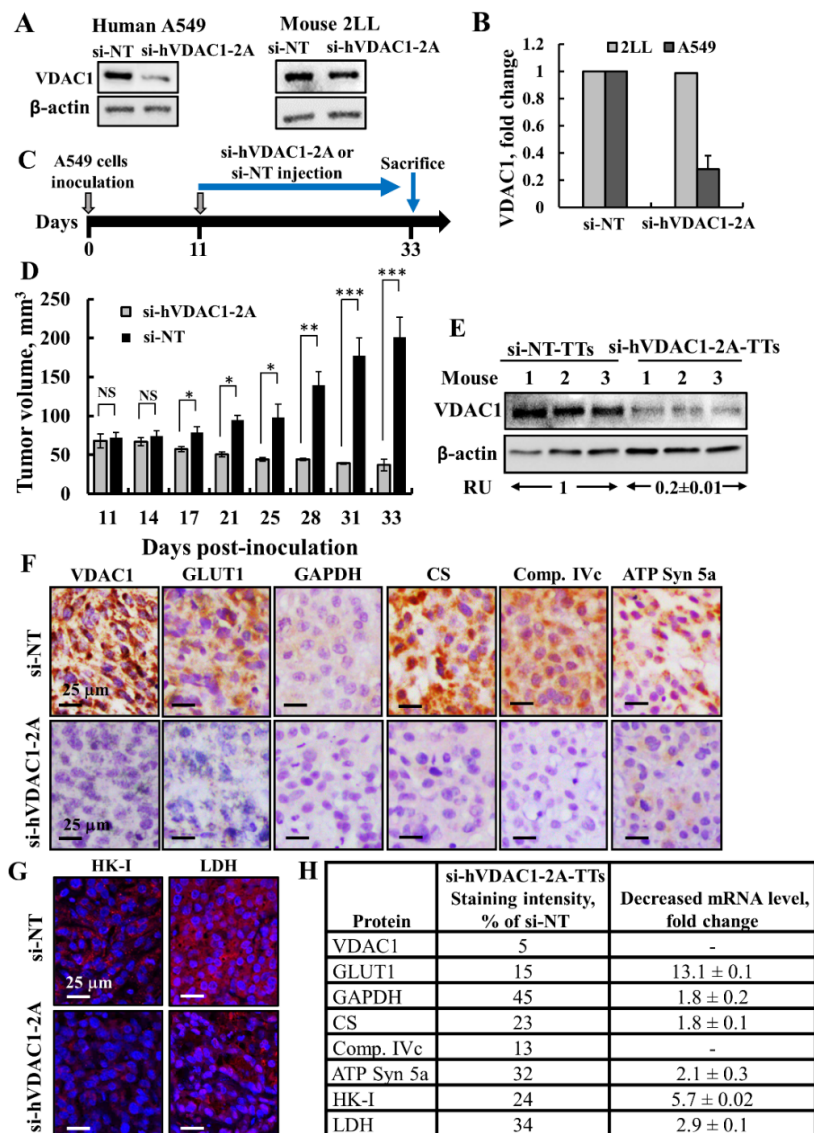 A
Human A549
si-NT si-hVDAC1-2A
VDAC1
β-actin
Mouse 2LL
si-NT si-hVDAC1-2A
B
VDAC1, fold change
1
0.8
0.6
0.4
0.2
0
2LL A549
si-NT si-hVDAC1-2A
C
A549 cells
inoculation
si-hVDAC1-2A or
si-NT injection
Sacrifice
Days
0 11 33
D
Tumor volume, mm³
250
200
150
100
50
0
si-hVDAC1-2A
si-NT
NS NS * * * ** *** ***
11 14 17 21 25 28 31 33
Days post-inoculation
E
si-NT-TTs si-hVDAC1-2A-TTs
Mouse 1 2 3 1 2 3
VDAC1
β-actin
RU 1 0.2±0.01
F
VDAC1 GLUT1 GAPDH CS Comp. IVc ATP Syn 5a
si-NT
25 µm
si-hVDAC1-2A
25 µm
G
HK-I LDH
si-NT
25 µm
si-hVDAC1-2A
H
Protein
si-hVDAC1-2A-TTs
Staining intensity,
% of si-NT
Decreased mRNA level,
fold change
VDAC1 5 -
GLUT1 15 13.1 ± 0.1
GAPDH 45 1.8 ± 0.2
CS 23 1.8 ± 0.1
Comp. IVc 13 -
ATP Syn 5a 32 2.1 ± 0.3
HK-I 24 5.7 ± 0.02
LDH 34 2.9 ± 0.1